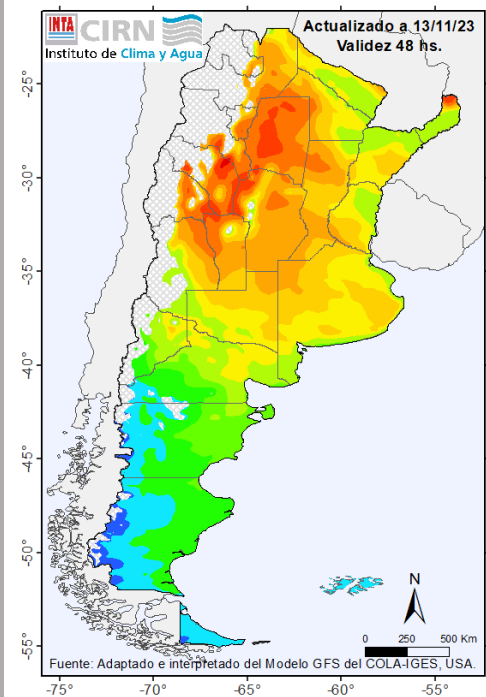 INTA CIRN
Instituto de Clima y Agua
Actualizado a 13/11/23
Validez 48 hs.
-25°
-30°
-35°
-40°
-45°
-50°
-55°
N
0 250 500 Km
Fuente: Adaptado e interpretado del Modelo GFS del COLA-IGES, USA.
-75° -70° -65° -60° -55°